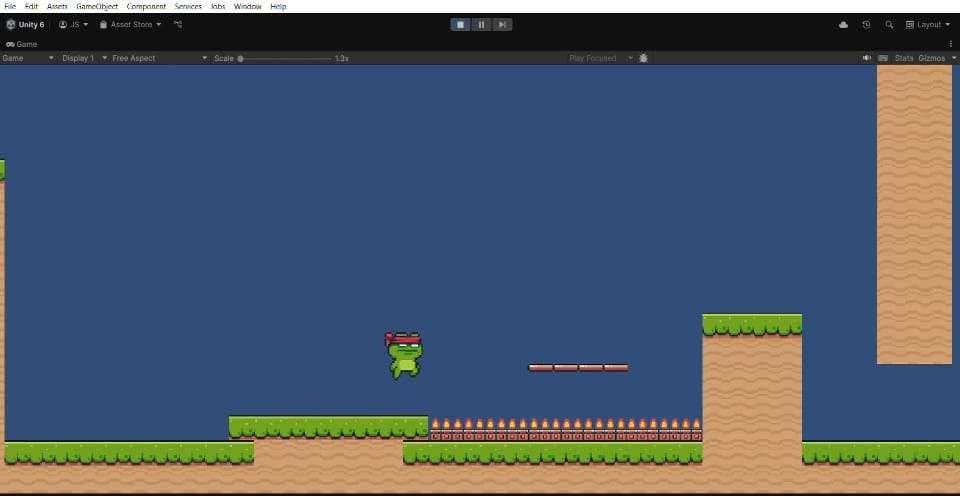 File Edit Assets GameObject Component Services Jobs Window Help
Unity 6 JS Asset Store Layout
Game
Game Display 1 Free Aspect Scale 1.3x Play Focused Stats Gizmos